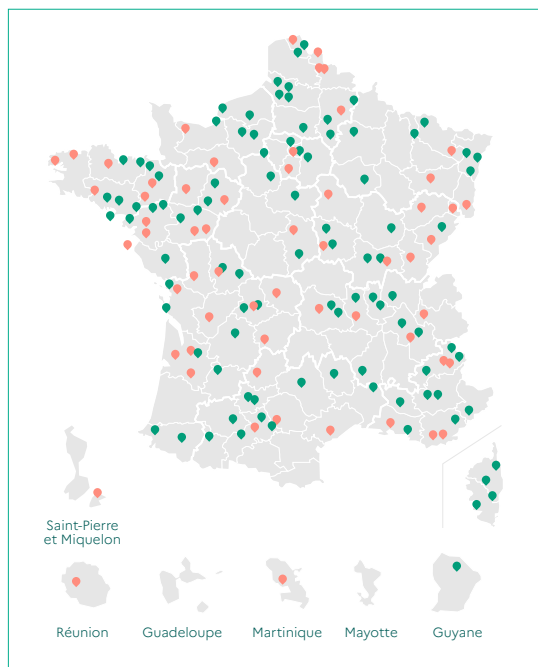 Saint-Pierre
et Miquelon
Réunion
Guadeloupe
Martinique
Mayotte
Guyane